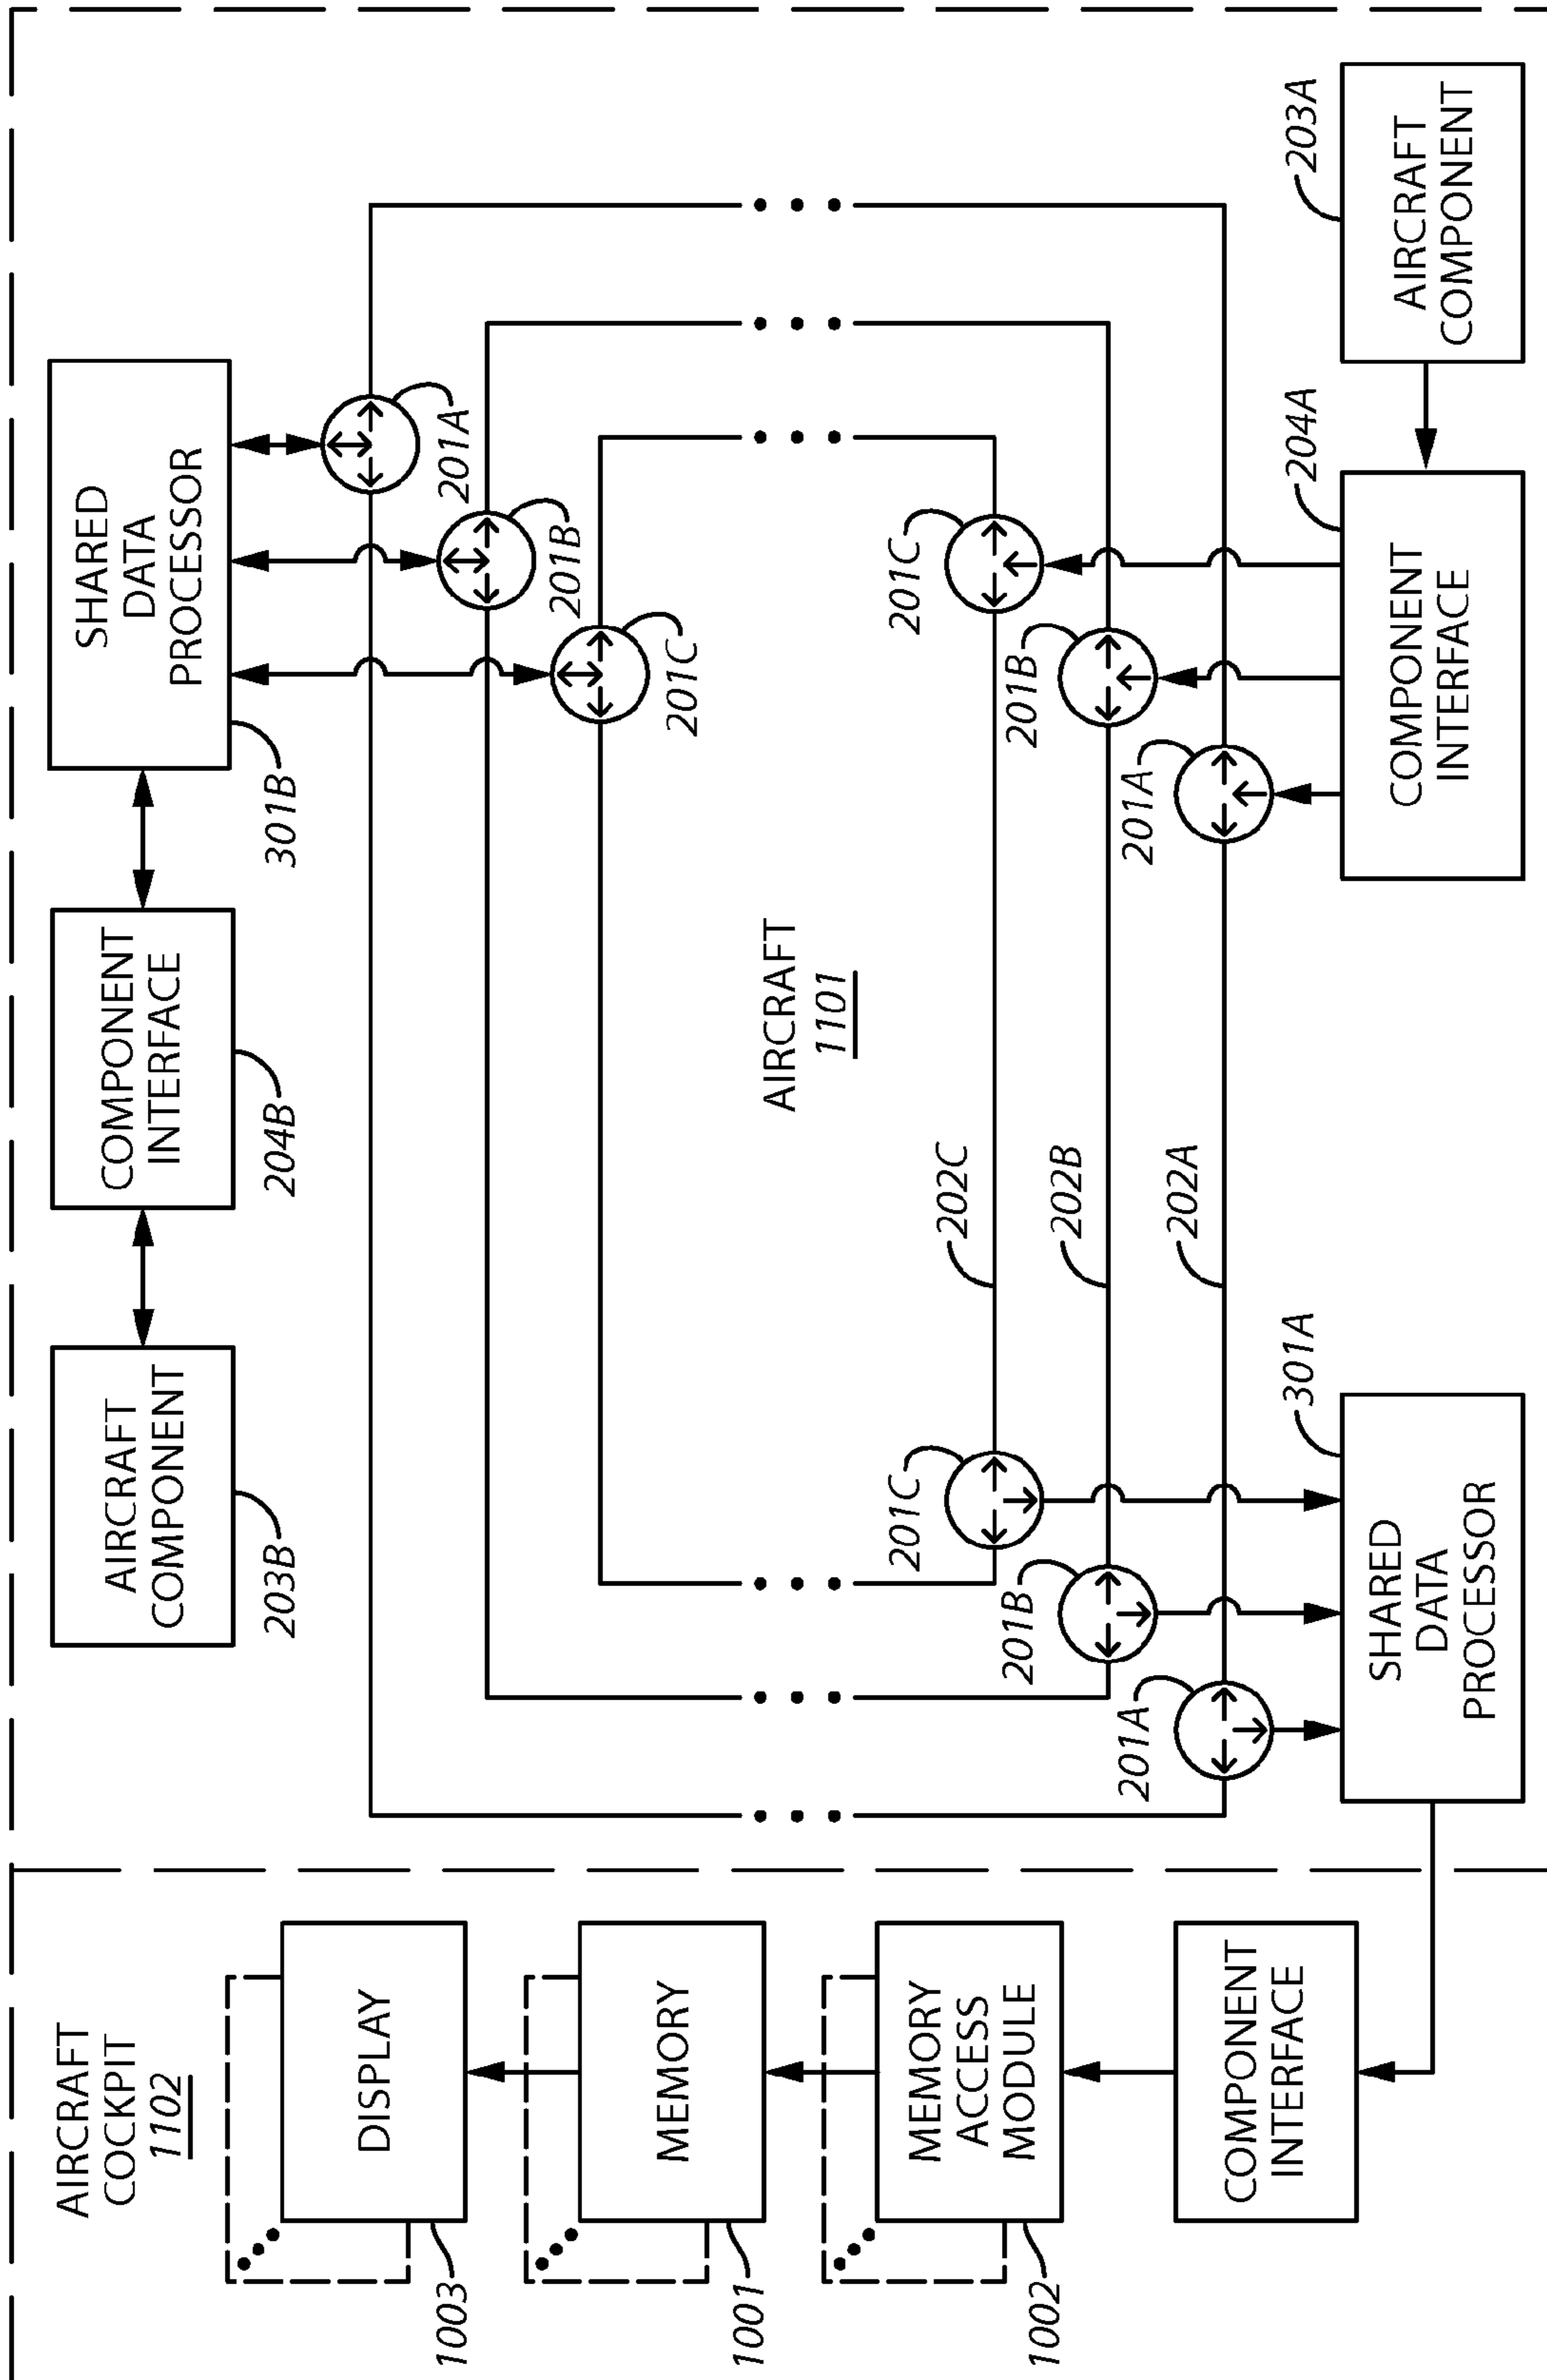 AIRCRAFT
COCKPIT
1102
1003
DISPLAY
1001
MEMORY
1002
MEMORY
ACCESS
MODULE
COMPONENT
INTERFACE
AIRCRAFT
COMPONENT
203B
COMPONENT
INTERFACE
204B
SHARED
DATA
PROCESSOR
301B
201A
201B
201C
AIRCRAFT
1101
201C
201B
201A
202C
202B
202A
201C
201B
201A
301A
SHARED
DATA
PROCESSOR
204A
COMPONENT
INTERFACE
203A
AIRCRAFT
COMPONENT